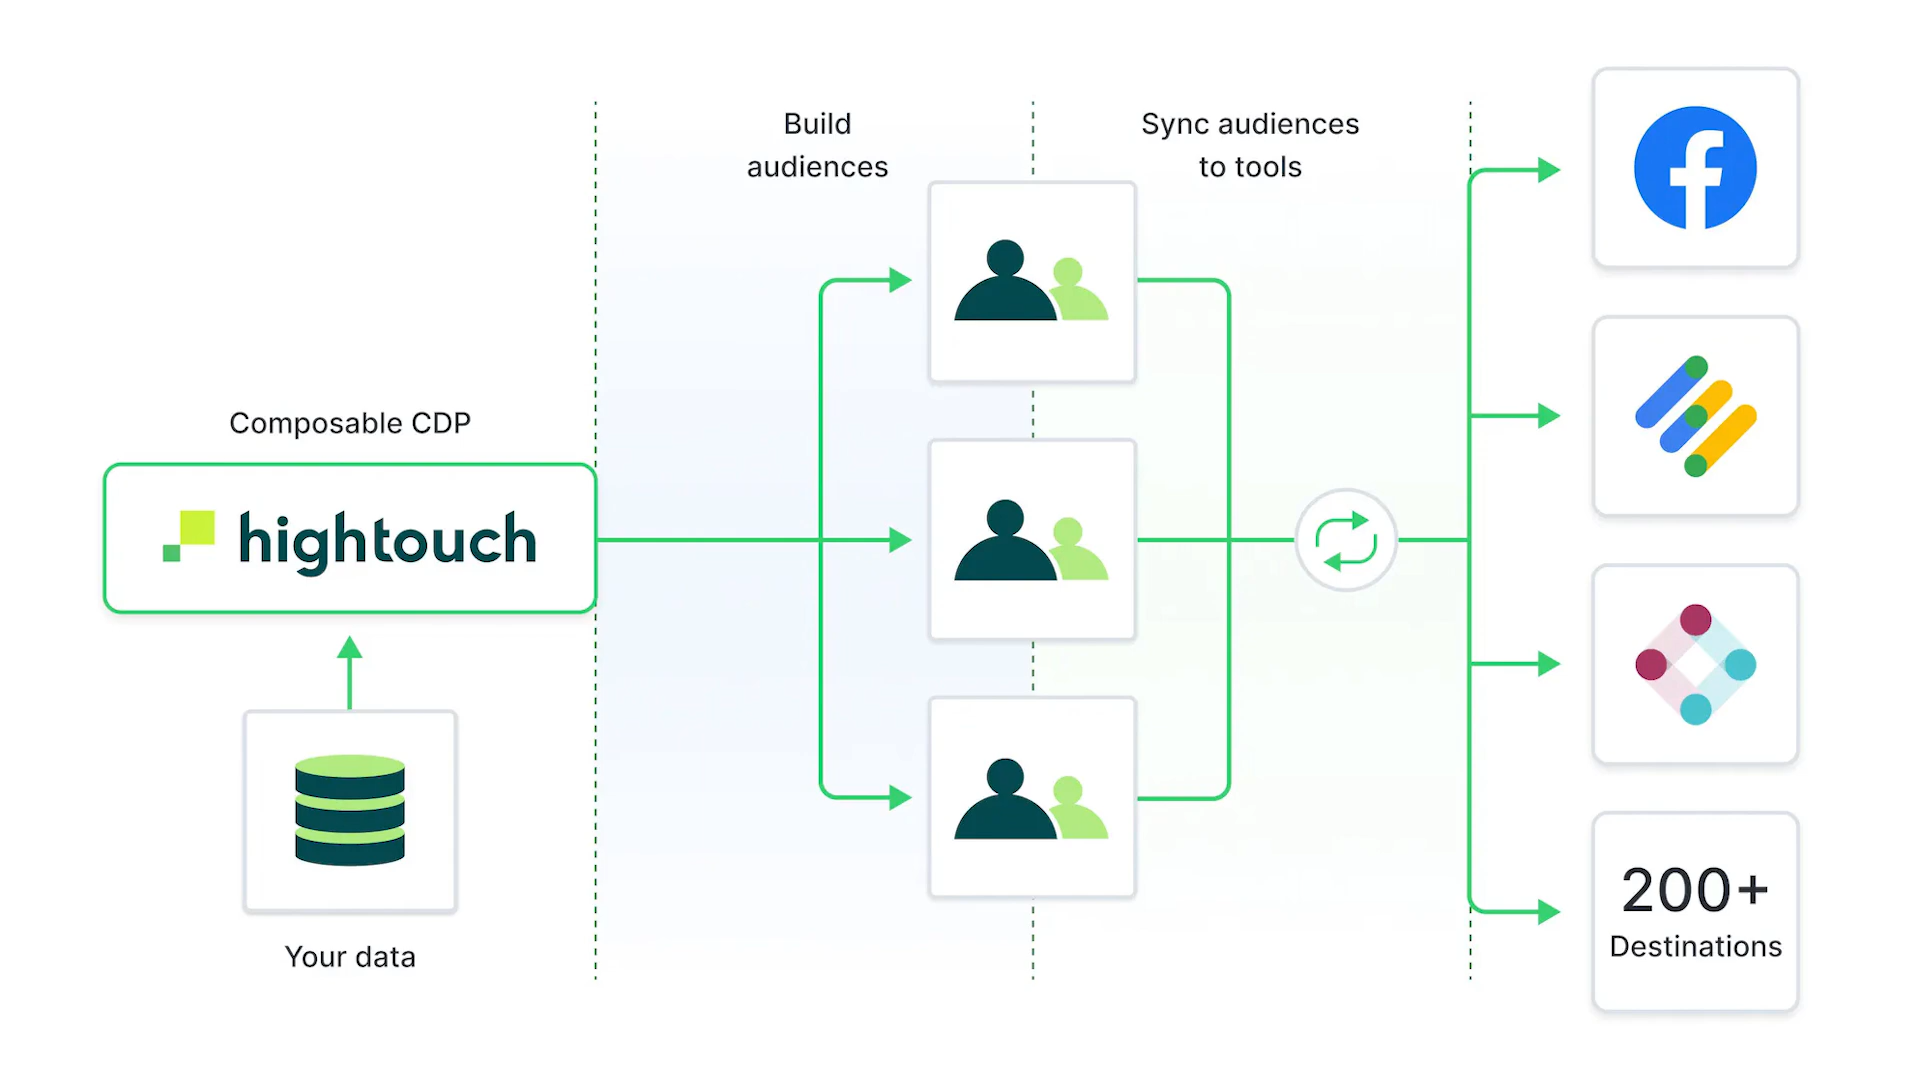 Build
audiences
Sync audiences
to tools
Composable CDP
hightouch
Your data
200+
Destinations